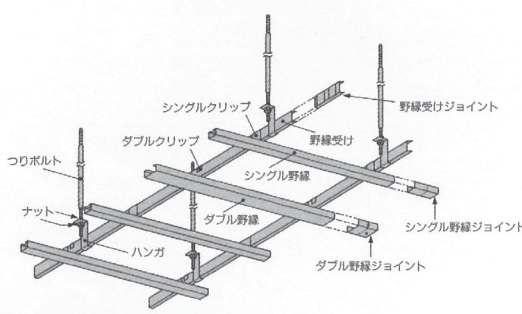 シングルクリップ
野縁受けジョイント
ダブルクリップ
野縁受け
つりボルト
シングル野縁
ナット
ダブル野縁
シングル野縁ジョイント
ハンガ
ダブル野縁ジョイント